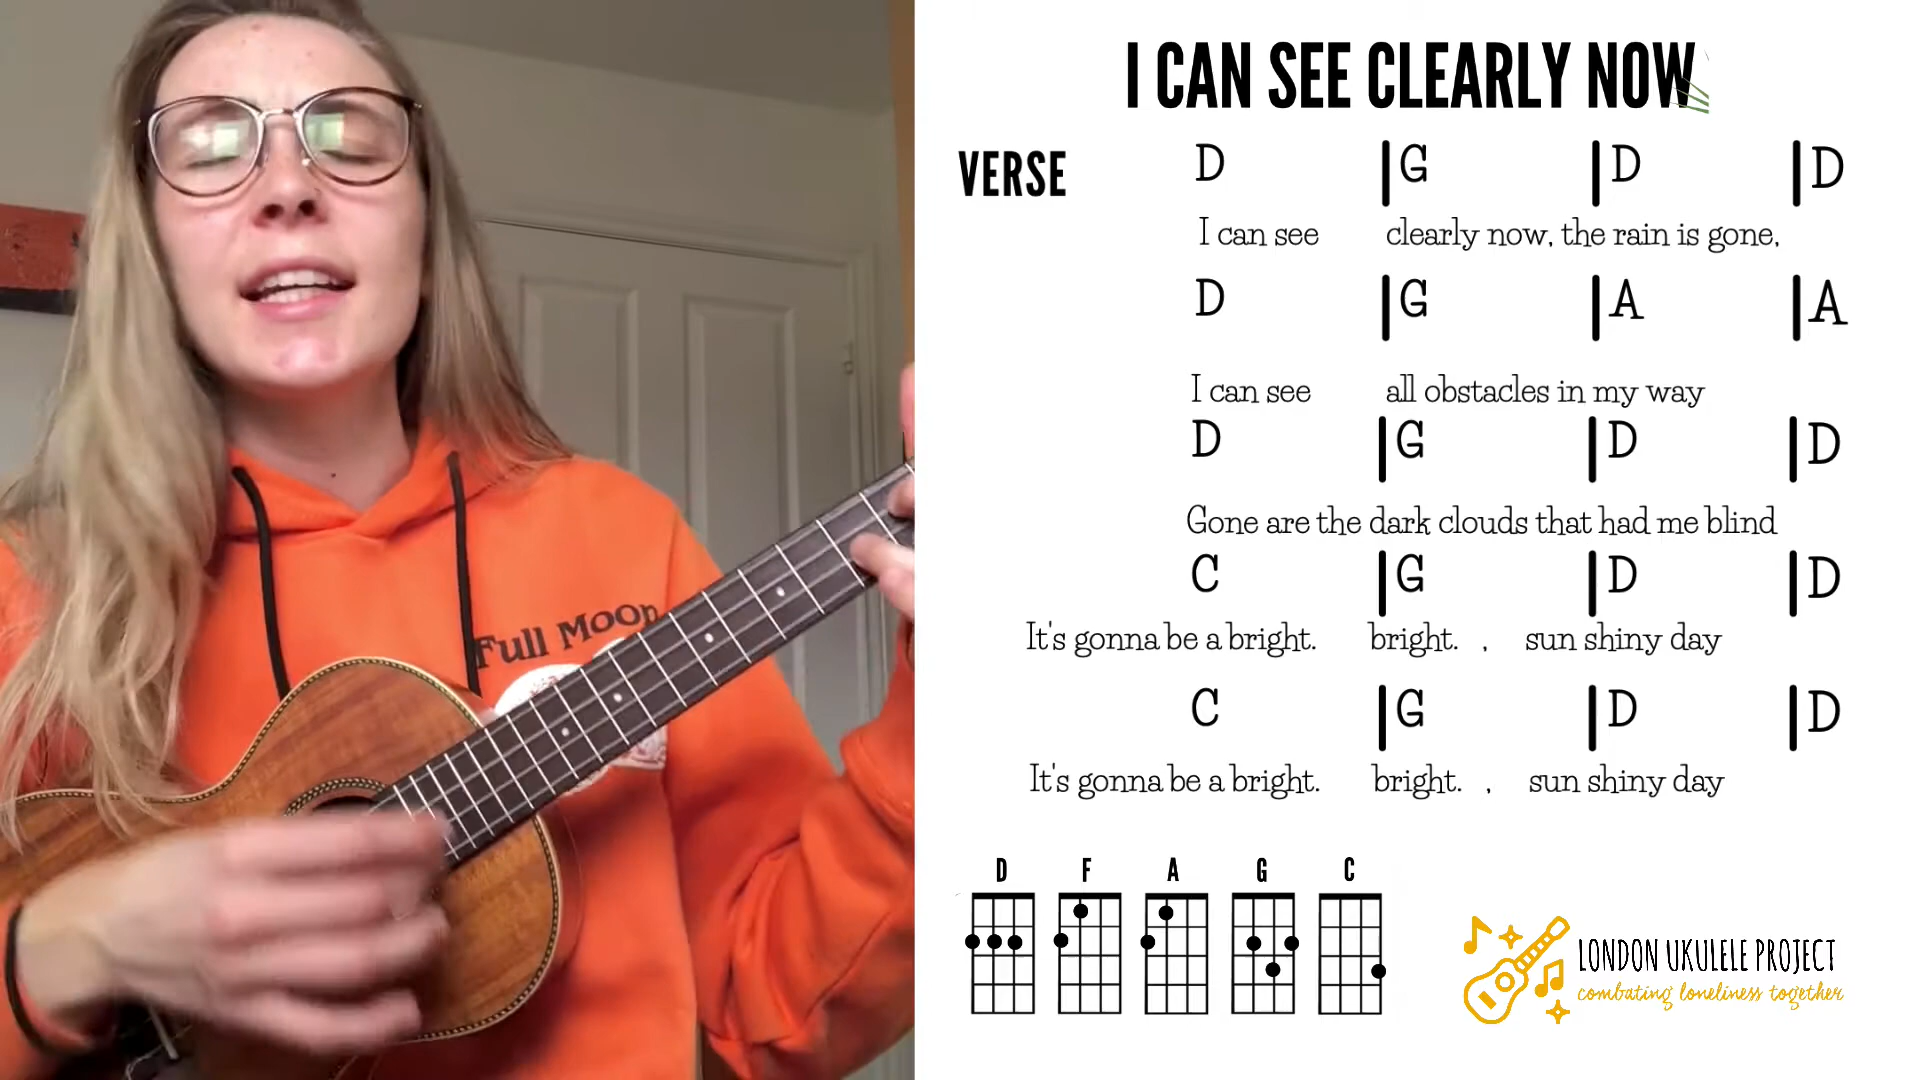 I CAN SEE CLEARLY NOW
VERSE D | G | D | D
I can see clearly now, the rain is gone,
D | G | A | A
I can see all obstacles in my way
D | G | D | D
Gone are the dark clouds that had me blind
C | G | D | D
It's gonna be a bright. bright. , sun shiny day
C | G | D | D
It's gonna be a bright. bright. , sun shiny day
D F A G C
LONDON UKULELE PROJECT
combating loneliness together
Full Moon